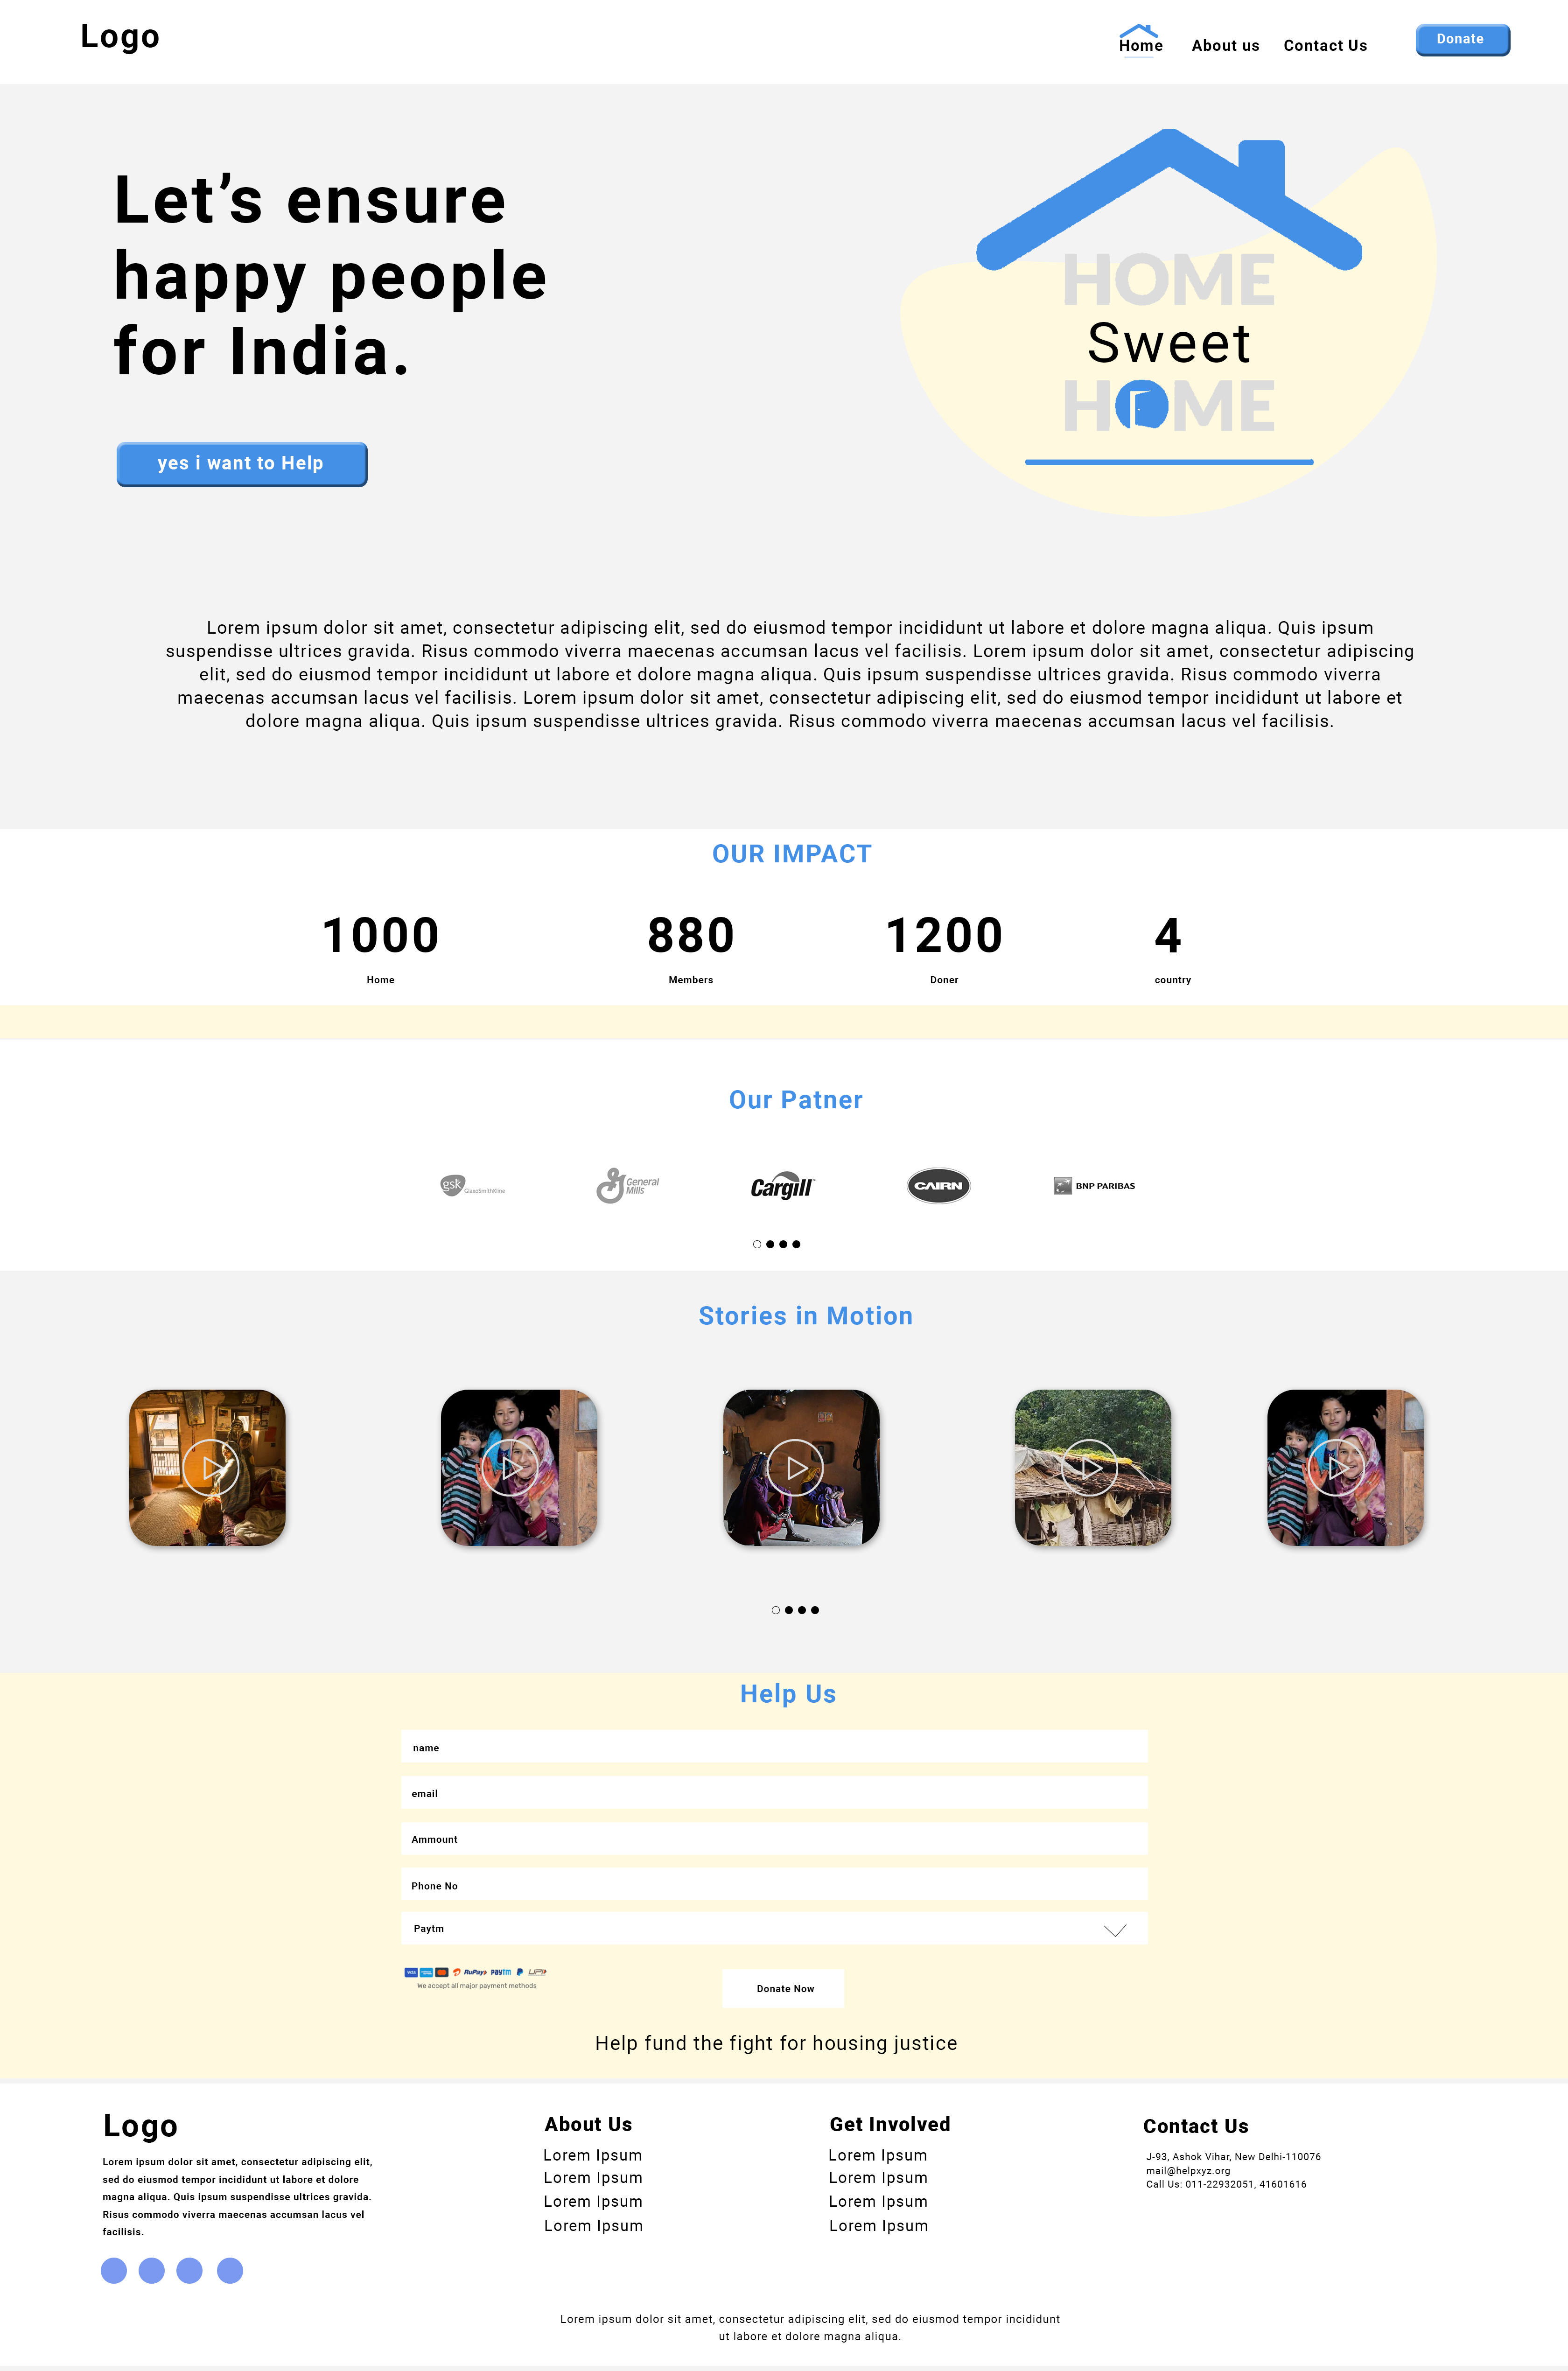 Logo
Home
About us
Contact Us
Donate
Let’s ensure
happy people
for India.
yes i want to Help
HOME
Sweet
HOME
Lorem ipsum dolor sit amet, consectetur adipiscing elit, sed do eiusmod tempor incididunt ut labore et dolore magna aliqua. Quis ipsum
suspendisse ultrices gravida. Risus commodo viverra maecenas accumsan lacus vel facilisis. Lorem ipsum dolor sit amet, consectetur adipiscing
elit, sed do eiusmod tempor incididunt ut labore et dolore magna aliqua. Quis ipsum suspendisse ultrices gravida. Risus commodo viverra
maecenas accumsan lacus vel facilisis. Lorem ipsum dolor sit amet, consectetur adipiscing elit, sed do eiusmod tempor incididunt ut labore et
dolore magna aliqua. Quis ipsum suspendisse ultrices gravida. Risus commodo viverra maecenas accumsan lacus vel facilisis.
OUR IMPACT
1000
880
1200
4
Home
Members
Doner
country
Our Patner
gsk GlaxoSmithKline
General
Mills
Cargill
CAIRN
BNP PARIBAS
Stories in Motion
Help Us
name
email
Ammount
Phone No
Paytm
VISA RuPay paytm UPI
We accept all major payment methods
Donate Now
Help fund the fight for housing justice
Logo
Lorem ipsum dolor sit amet, consectetur adipiscing elit,
sed do eiusmod tempor incididunt ut labore et dolore
magna aliqua. Quis ipsum suspendisse ultrices gravida.
Risus commodo viverra maecenas accumsan lacus vel
facilisis.
About Us
Lorem Ipsum
Lorem Ipsum
Lorem Ipsum
Lorem Ipsum
Get Involved
Lorem Ipsum
Lorem Ipsum
Lorem Ipsum
Lorem Ipsum
Contact Us
J-93, Ashok Vihar, New Delhi-110076
mail@helpxyz.org
Call Us: 011-22932051, 41601616
Lorem ipsum dolor sit amet, consectetur adipiscing elit, sed do eiusmod tempor incididunt
ut labore et dolore magna aliqua.